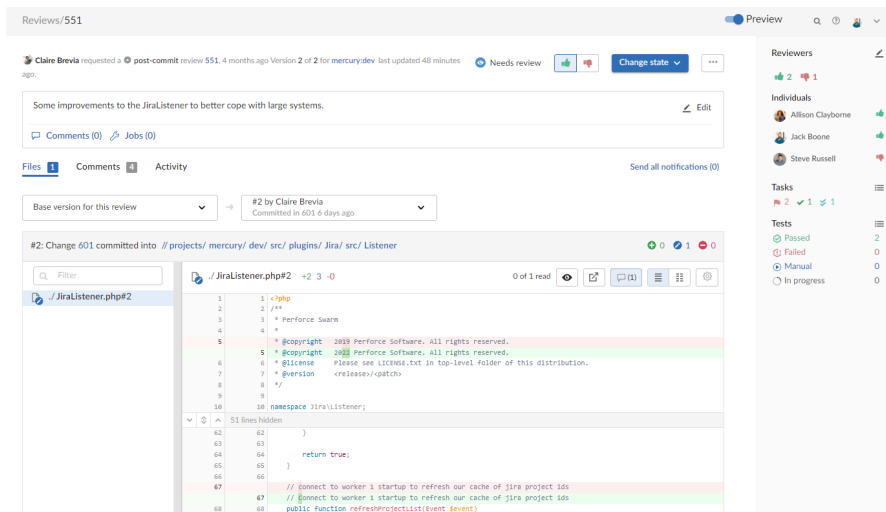 Reviews/551
Preview
Claire Brevia requested a post-commit review 551, 4 months ago Version 2 of 2 for mercury:dev last updated 48 minutes
ago.
Needs review
Change state
Some improvements to the JiraListener to better cope with large systems.
Edit
Comments (0) Jobs (0)
Files 1 Comments 4 Activity
Send all notifications (0)
Base version for this review
#2 by Claire Brevia
Committed in 601 6 days ago
#2: Change 601 committed into // projects/ mercury/ dev/ src/ plugins/ Jira/ src/ Listener
0 1 0
Filter
./ JiraListener.php#2
./ JiraListener.php#2 +2 3 -0
0 of 1 read
(1)
1 1 <?php
2 2 /**
3 3 * Perforce Swarm
4 4 *
5 * @copyright 2019 Perforce Software. All rights reserved.
5 * @copyright 2022 Perforce Software. All rights reserved.
6 6 * @license Please see LICENSE.txt in top-level folder of this distribution.
7 7 * @version <release>/<patch>
8 8 */
9 9
10 10 namespace Jira\Listener;
51 lines hidden
62 62 }
63 63
64 64 return true;
65 65 }
66 66
67 // connect to worker 1 startup to refresh our cache of jira project ids
67 // Connect to worker 1 startup to refresh our cache of jira project ids
68 68 public function refreshProjectList(Event $event)
Reviewers
2 1
Individuals
Allison Clayborne
Jack Boone
Steve Russell
Tasks
2 1 1
Tests
Passed 2
Failed 0
Manual 0
In progress 0